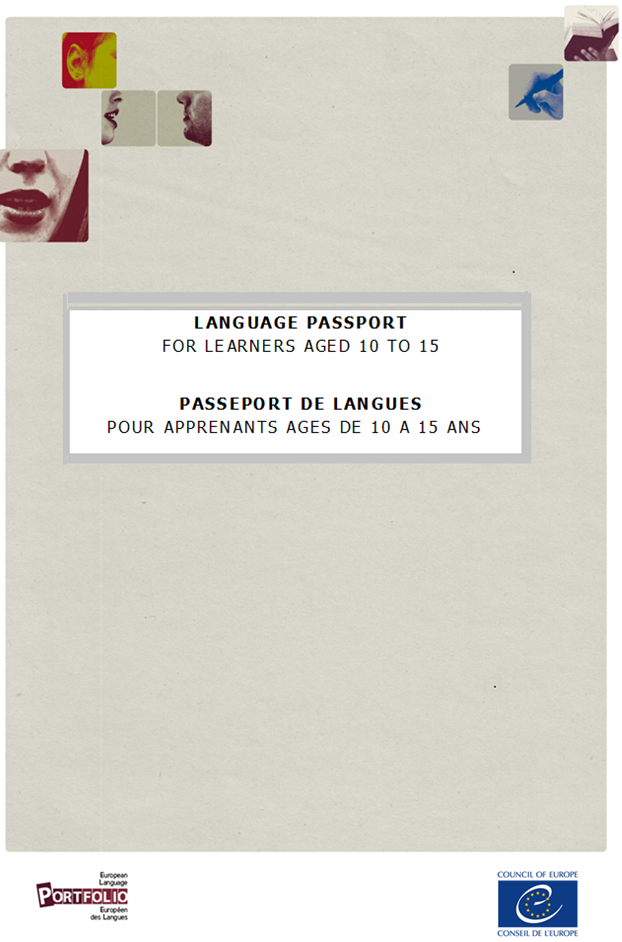 LANGUAGE PASSPORT
FOR LEARNERS AGED 10 TO 15
PASSEPORT DE LANGUES
POUR APPRENANTS AGES DE 10 A 15 ANS
European
Language
PORTFOLIO
Européen
des Langues
COUNCIL OF EUROPE
CONSEIL DE L'EUROPE